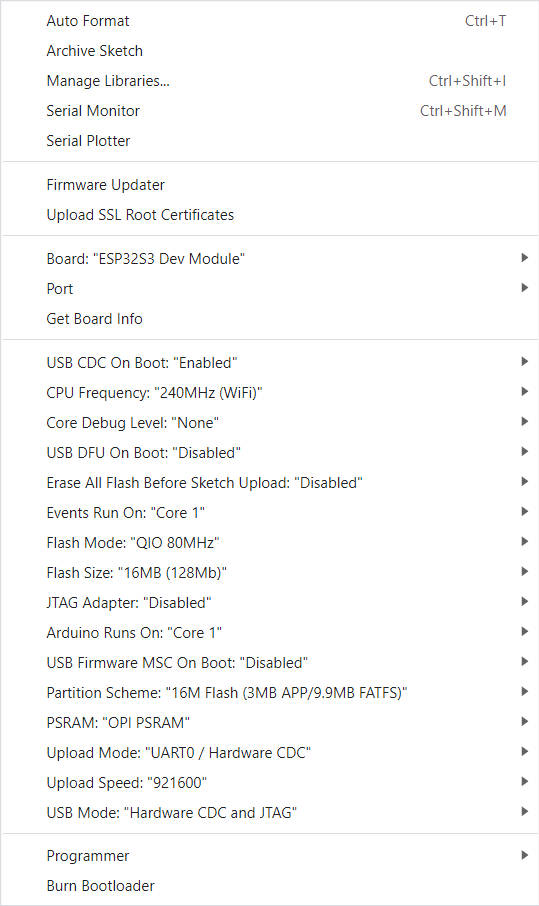 Auto Format Ctrl+T
Archive Sketch
Manage Libraries... Ctrl+Shift+I
Serial Monitor Ctrl+Shift+M
Serial Plotter
Firmware Updater
Upload SSL Root Certificates
Board: "ESP32S3 Dev Module"
Port
Get Board Info
USB CDC On Boot: "Enabled"
CPU Frequency: "240MHz (WiFi)"
Core Debug Level: "None"
USB DFU On Boot: "Disabled"
Erase All Flash Before Sketch Upload: "Disabled"
Events Run On: "Core 1"
Flash Mode: "QIO 80MHz"
Flash Size: "16MB (128Mb)"
JTAG Adapter: "Disabled"
Arduino Runs On: "Core 1"
USB Firmware MSC On Boot: "Disabled"
Partition Scheme: "16M Flash (3MB APP/9.9MB FATFS)"
PSRAM: "OPI PSRAM"
Upload Mode: "UART0 / Hardware CDC"
Upload Speed: "921600"
USB Mode: "Hardware CDC and JTAG"
Programmer
Burn Bootloader